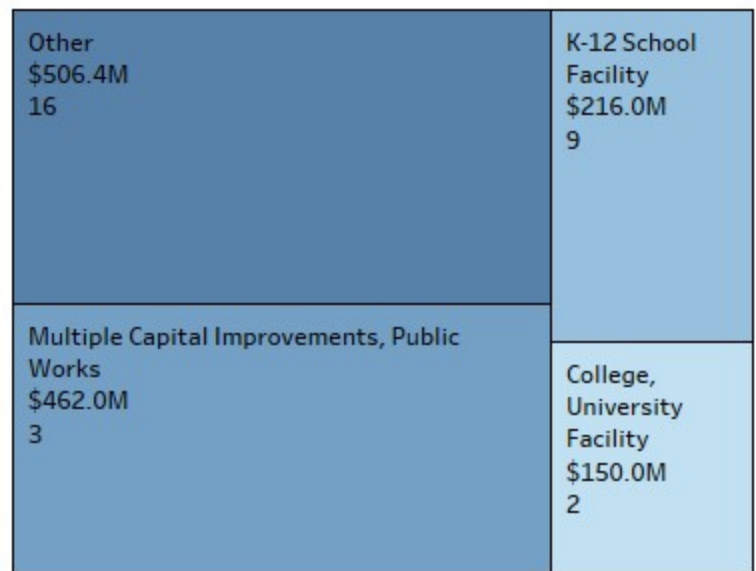 Other
$506.4M
16
K-12 School
Facility
$216.0M
9
Multiple Capital Improvements, Public
Works
$462.0M
3
College,
University
Facility
$150.0M
2